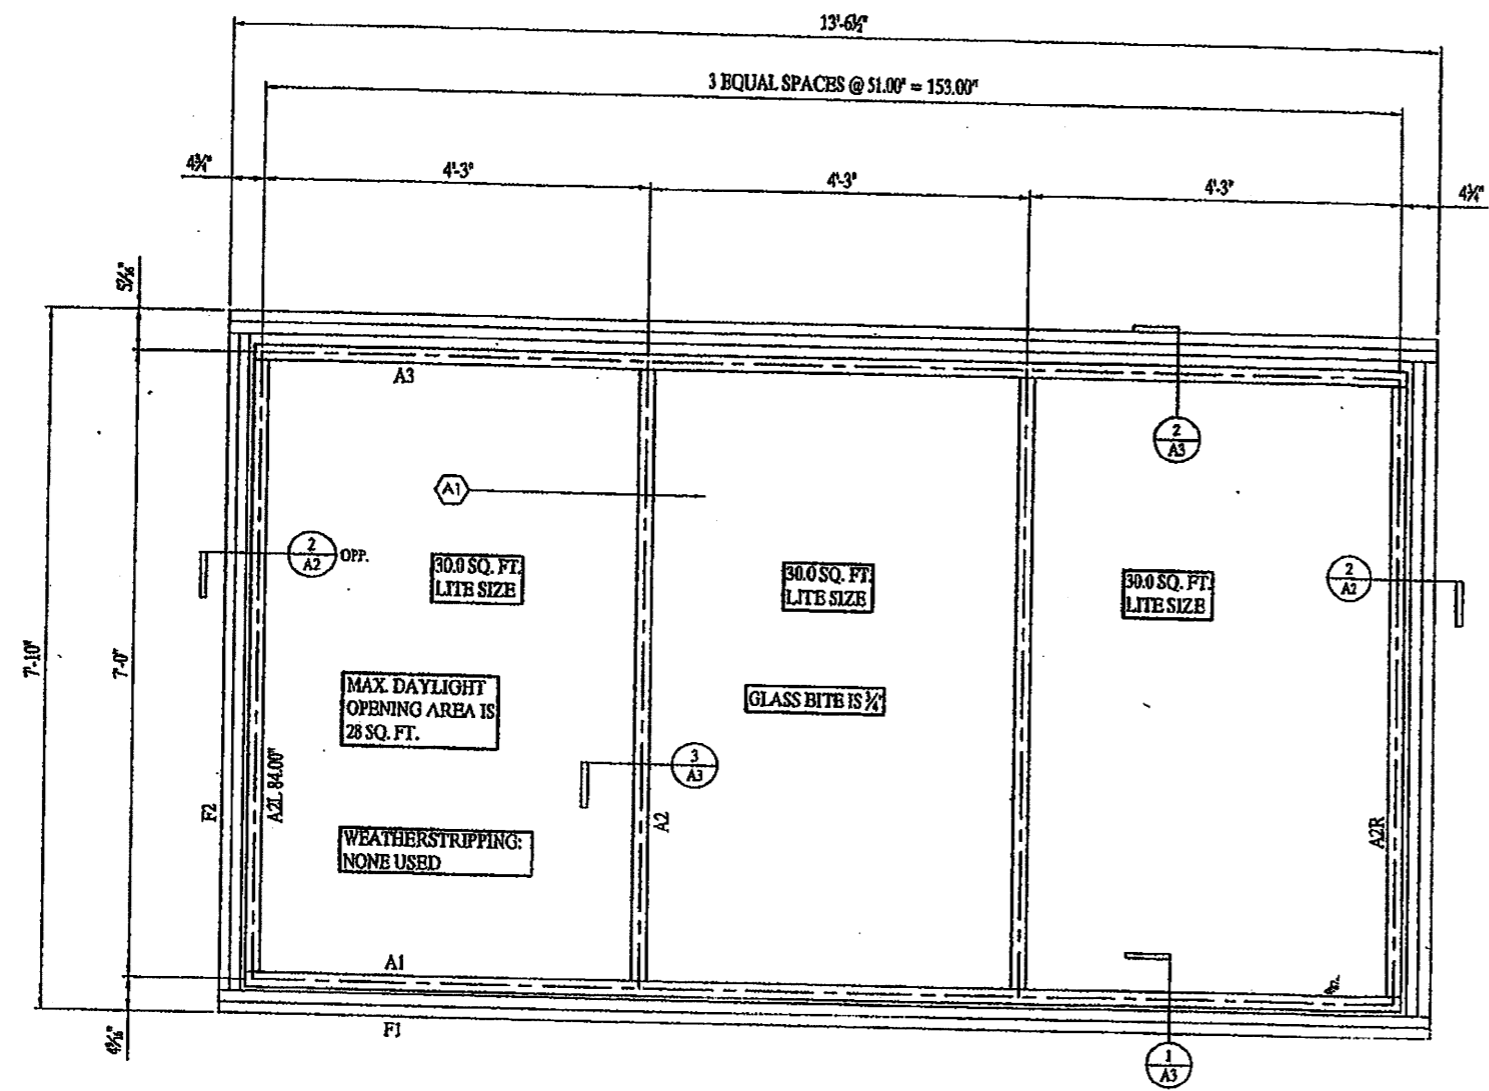 13'-6½"
3 EQUAL SPACES @ 51.00" = 153.00"
4¾"
4'-3"
4'-3"
4'-3"
4¾"
A3
2
A3
A1
2
A2
OPP.
30.0 SQ. FT.
LITE SIZE
30.0 SQ. FT.
LITE SIZE
30.0 SQ. FT.
LITE SIZE
2
A2
7'-10"
7'-0"
MAX. DAYLIGHT
OPENING AREA IS
28 SQ. FT.
GLASS BITE IS ¾"
3
A3
F2
A2L 84.00"
A2
A2R
WEATHERSTRIPPING:
NONE USED
A1
F1
1
A3